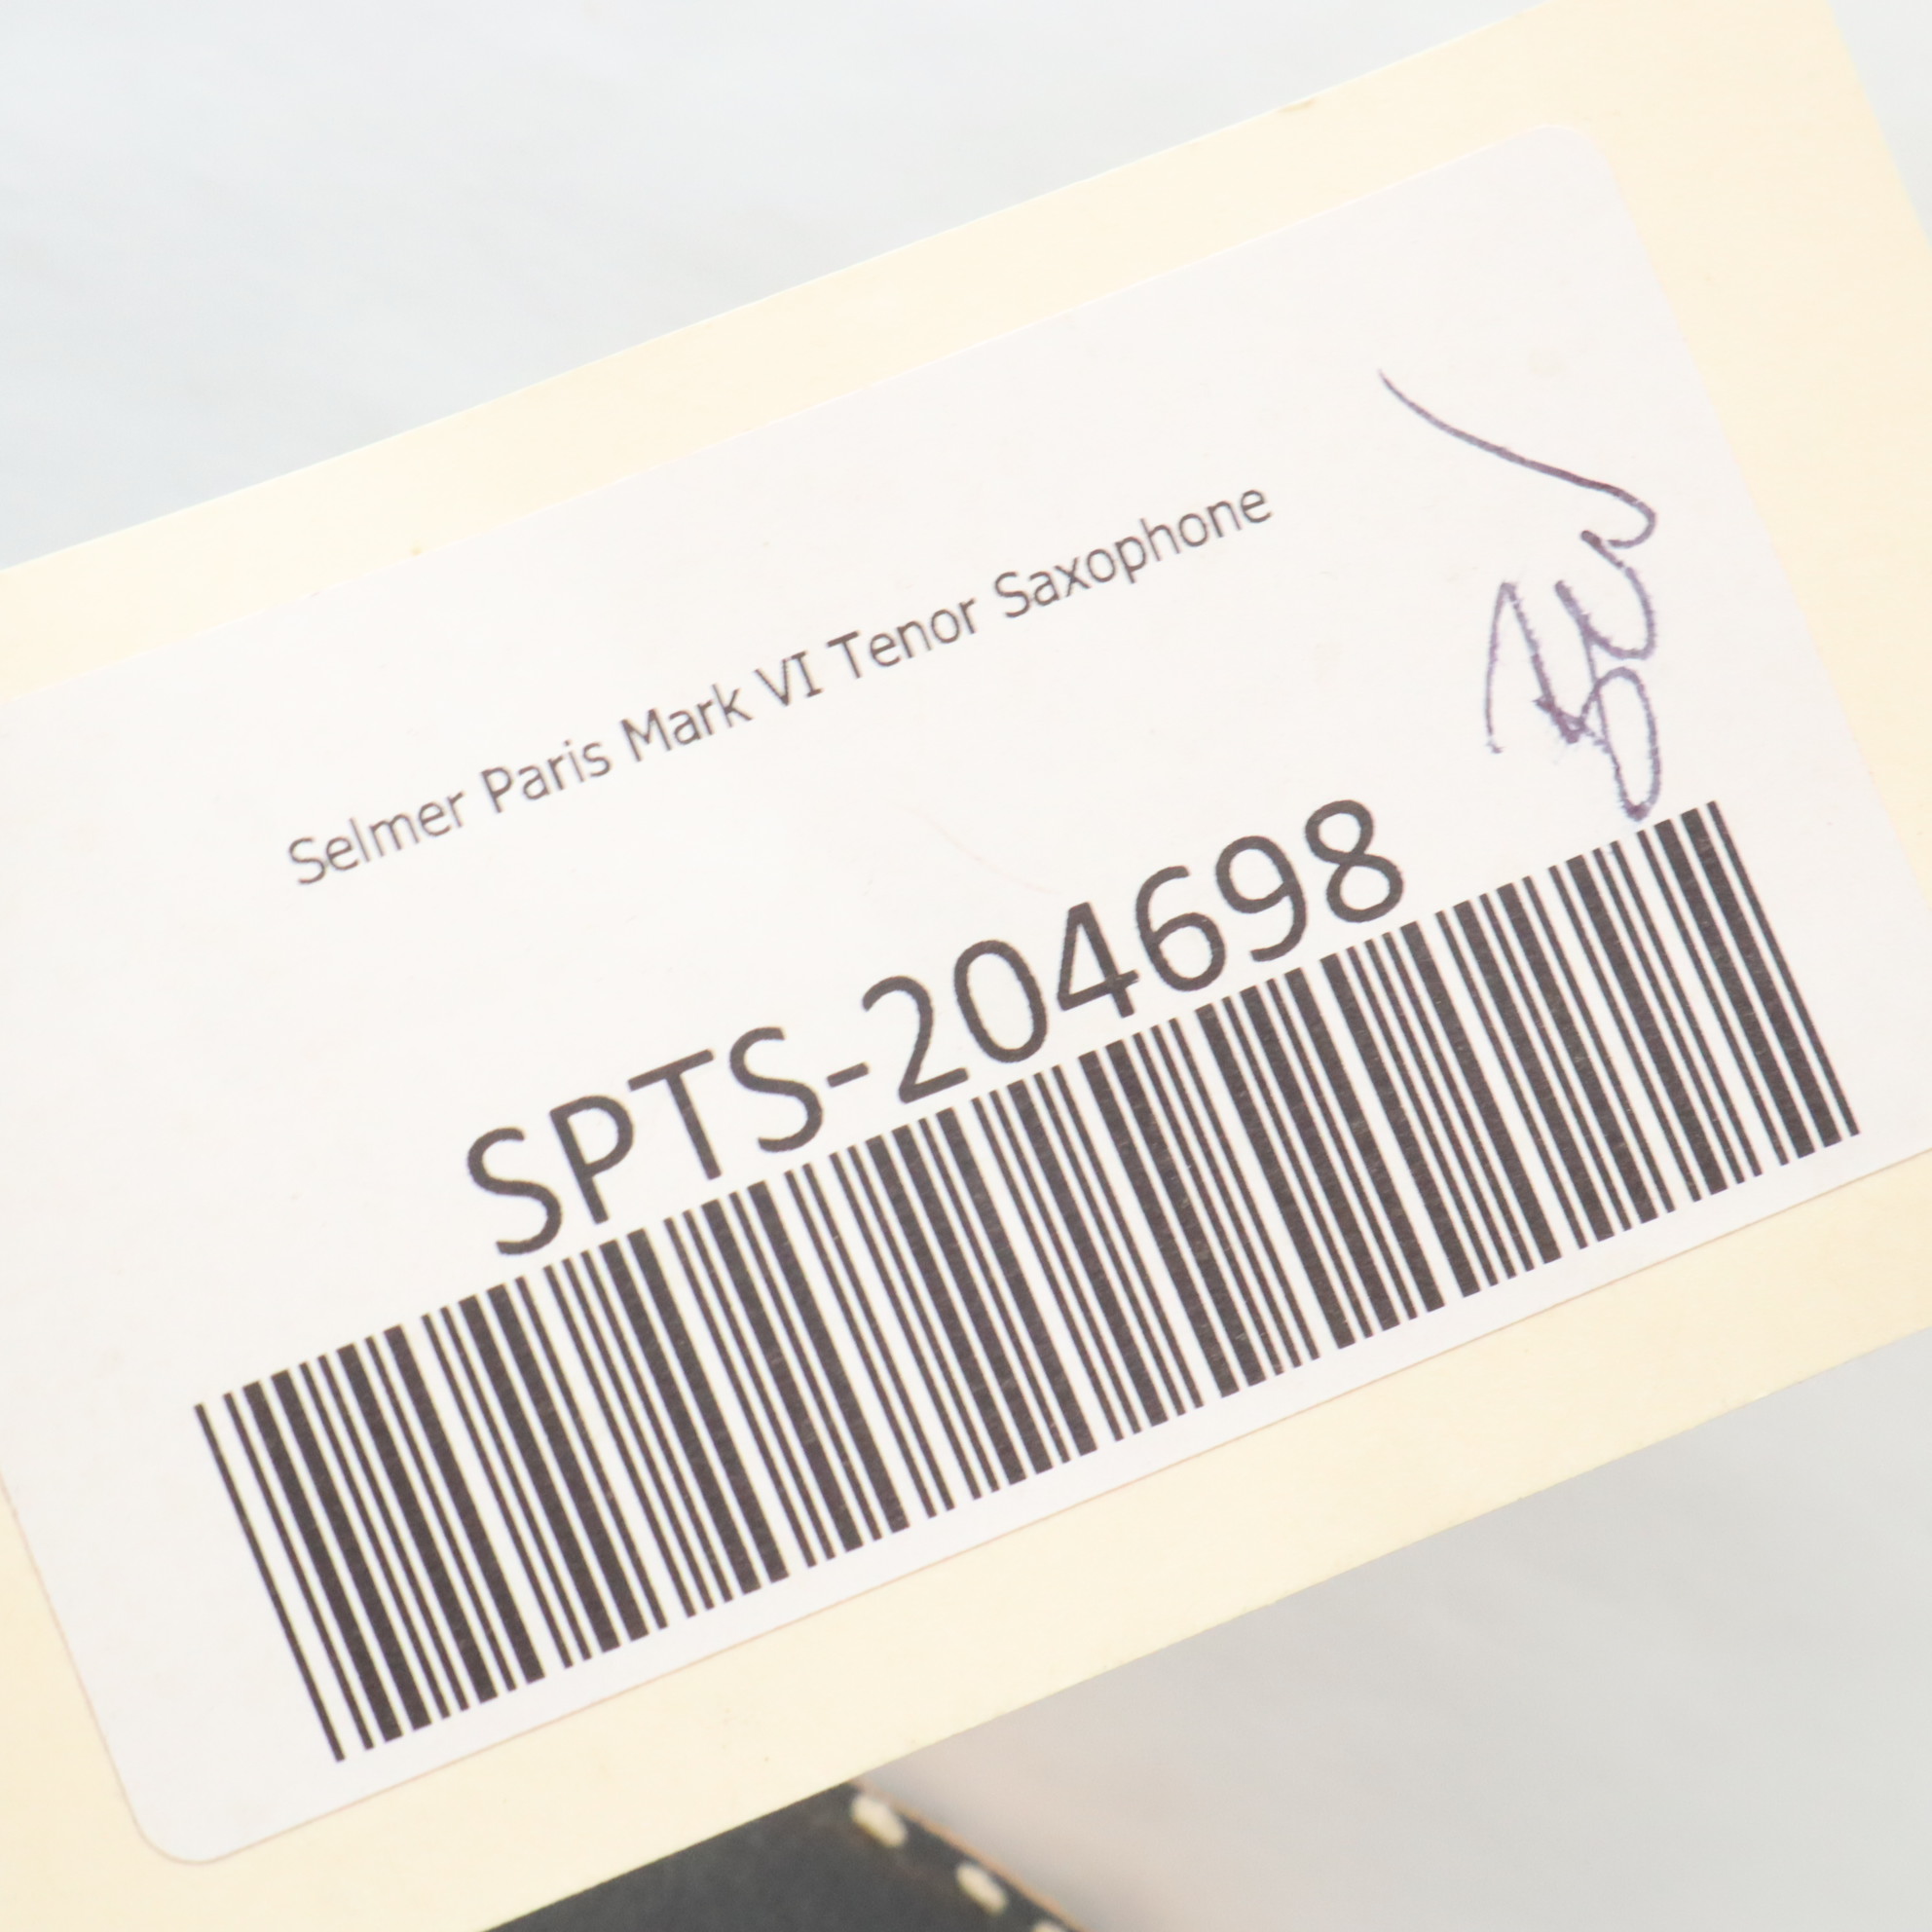 Selmer Paris Mark VI Tenor Saxophone
SPTS-204698